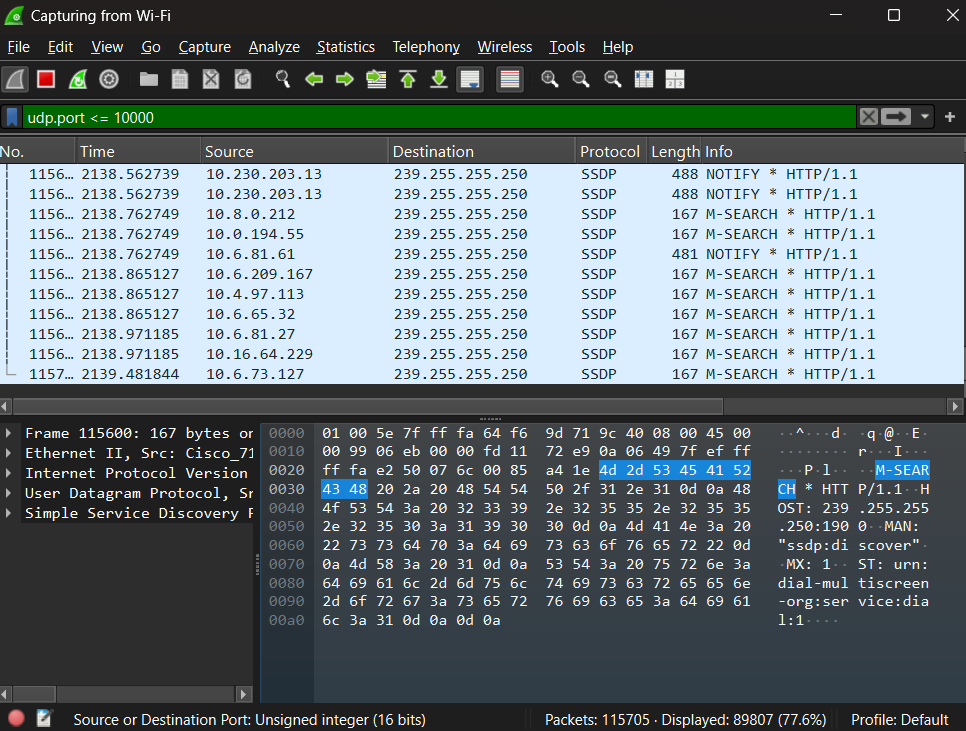 Capturing from Wi-Fi
File Edit View Go Capture Analyze Statistics Telephony Wireless Tools Help
udp.port <= 10000
No. Time Source Destination Protocol Length Info
1156… 2138.562739 10.230.203.13 239.255.255.250 SSDP 488 NOTIFY * HTTP/1.1
1156… 2138.562739 10.230.203.13 239.255.255.250 SSDP 488 NOTIFY * HTTP/1.1
1156… 2138.762749 10.8.0.212 239.255.255.250 SSDP 167 M-SEARCH * HTTP/1.1
1156… 2138.762749 10.0.194.55 239.255.255.250 SSDP 167 M-SEARCH * HTTP/1.1
1156… 2138.762749 10.6.81.61 239.255.255.250 SSDP 481 NOTIFY * HTTP/1.1
1156… 2138.865127 10.6.209.167 239.255.255.250 SSDP 167 M-SEARCH * HTTP/1.1
1156… 2138.865127 10.4.97.113 239.255.255.250 SSDP 167 M-SEARCH * HTTP/1.1
1156… 2138.865127 10.6.65.32 239.255.255.250 SSDP 167 M-SEARCH * HTTP/1.1
1156… 2138.971185 10.6.81.27 239.255.255.250 SSDP 167 M-SEARCH * HTTP/1.1
1156… 2138.971185 10.16.64.229 239.255.255.250 SSDP 167 M-SEARCH * HTTP/1.1
1157… 2139.481844 10.6.73.127 239.255.255.250 SSDP 167 M-SEARCH * HTTP/1.1
Frame 115600: 167 bytes or
Ethernet II, Src: Cisco_71
Internet Protocol Version
User Datagram Protocol, Sr
Simple Service Discovery P
0000 01 00 5e 7f ff fa 64 f6 9d 71 9c 40 08 00 45 00 ··^···d· ·q·@··E·
0010 00 99 06 eb 00 00 fd 11 72 e9 0a 06 49 7f ef ff ········ r···I···
0020 ff fa e2 50 07 6c 00 85 a4 1e 4d 2d 53 45 41 52 ···P·l·· ··M-SEAR
0030 43 48 20 2a 20 48 54 54 50 2f 31 2e 31 0d 0a 48 CH * HTT P/1.1··H
0040 4f 53 54 3a 20 32 33 39 2e 32 35 35 2e 32 35 35 OST: 239 .255.255
0050 2e 32 35 30 3a 31 39 30 30 0d 0a 4d 41 4e 3a 20 .250:190 0··MAN:
0060 22 73 73 64 70 3a 64 69 73 63 6f 76 65 72 22 0d "ssdp:di scover"·
0070 0a 4d 58 3a 20 31 0d 0a 53 54 3a 20 75 72 6e 3a ·MX: 1·· ST: urn:
0080 64 69 61 6c 2d 6d 75 6c 74 69 73 63 72 65 65 6e dial-mul tiscreen
0090 2d 6f 72 67 3a 73 65 72 76 69 63 65 3a 64 69 61 -org:ser vice:dia
00a0 6c 3a 31 0d 0a 0d 0a l:1····
Source or Destination Port: Unsigned integer (16 bits) Packets: 115705 · Displayed: 89807 (77.6%) Profile: Default